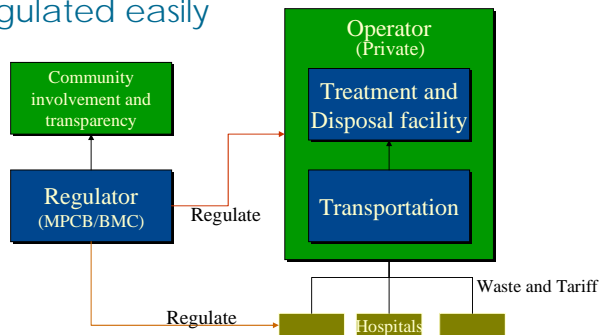 gulated easily
Operator
(Private)
Community
involvement and
transparency
Treatment and
Disposal facility
Regulator
(MPCB/BMC)
Regulate
Transportation
Waste and Tariff
Regulate
Hospitals